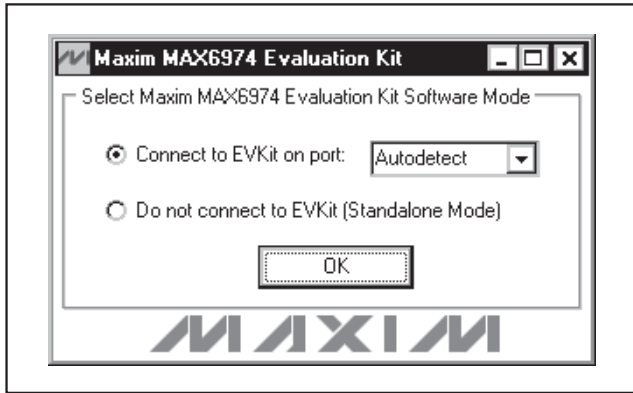 Maxim MAX6974 Evaluation Kit
Select Maxim MAX6974 Evaluation Kit Software Mode
Connect to EVKit on port: Autodetect
Do not connect to EVKit (Standalone Mode)
OK
MAXIM